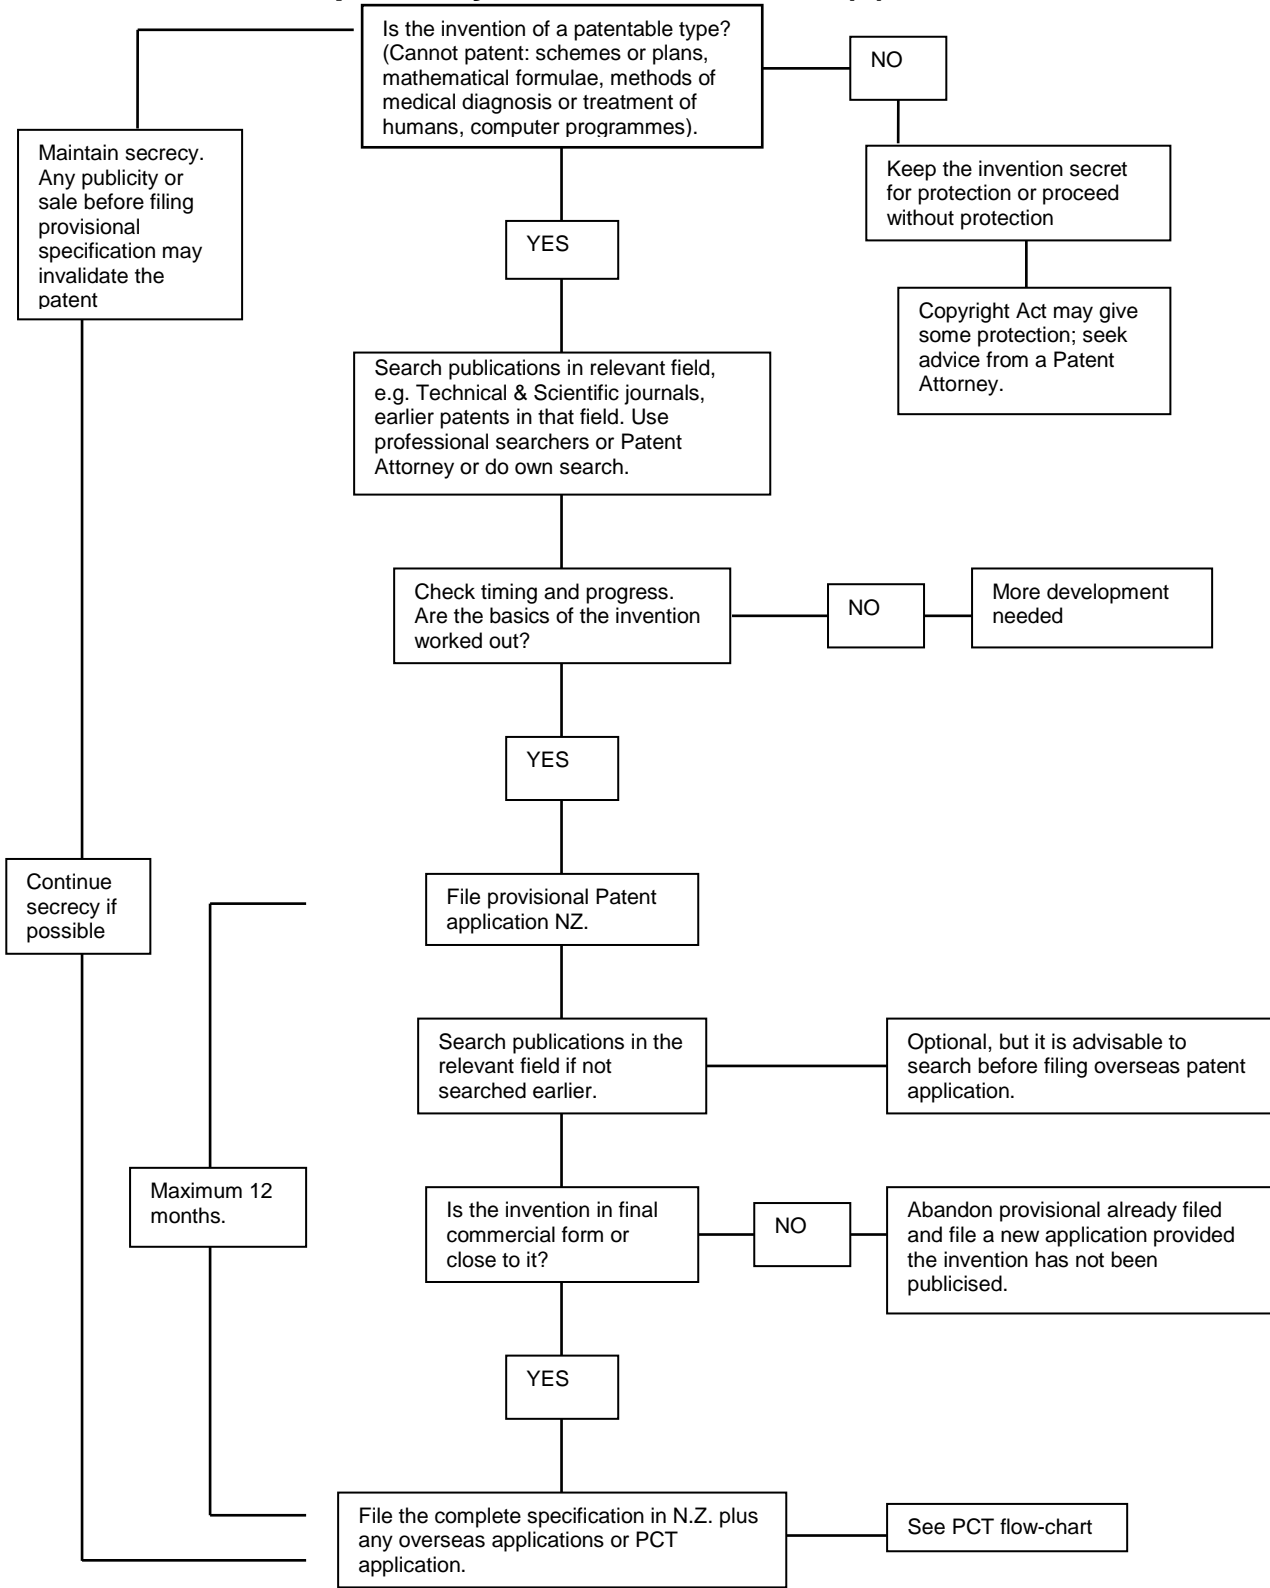 Is the invention of a patentable type?
(Cannot patent: schemes or plans,
mathematical formulae, methods of
medical diagnosis or treatment of
humans, computer programmes).
NO
Maintain secrecy.
Any publicity or
sale before filing
provisional
specification may
invalidate the
patent
Keep the invention secret
for protection or proceed
without protection
YES
Copyright Act may give
some protection; seek
advice from a Patent
Attorney.
Search publications in relevant field,
e.g. Technical & Scientific journals,
earlier patents in that field. Use
professional searchers or Patent
Attorney or do own search.
Check timing and progress.
Are the basics of the invention
worked out?
NO
More development
needed
YES
Continue
secrecy if
possible
File provisional Patent
application NZ.
Search publications in the
relevant field if not
searched earlier.
Optional, but it is advisable to
search before filing overseas patent
application.
Maximum 12
months.
Is the invention in final
commercial form or
close to it?
NO
Abandon provisional already filed
and file a new application provided
the invention has not been
publicised.
YES
File the complete specification in N.Z. plus
any overseas applications or PCT
application.
See PCT flow-chart